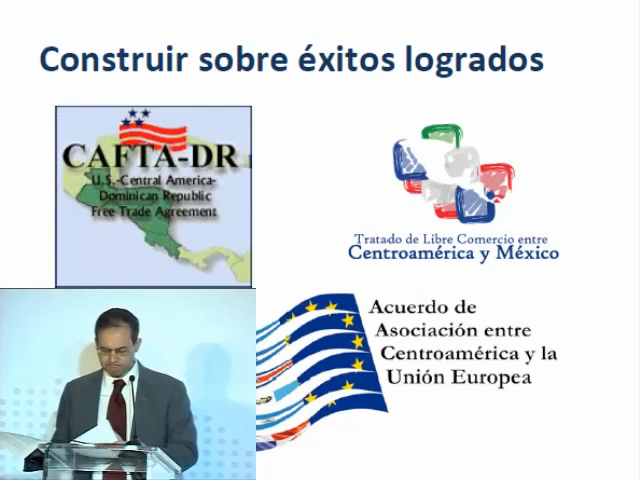 Construir sobre éxitos logrados
CAFTA-DR
U.S.-Central America-
Dominican Republic
Free Trade Agreement
Tratado de Libre Comercio entre
Centroamérica y México
Acuerdo de
Asociación entre
Centroamérica y la
Unión Europea